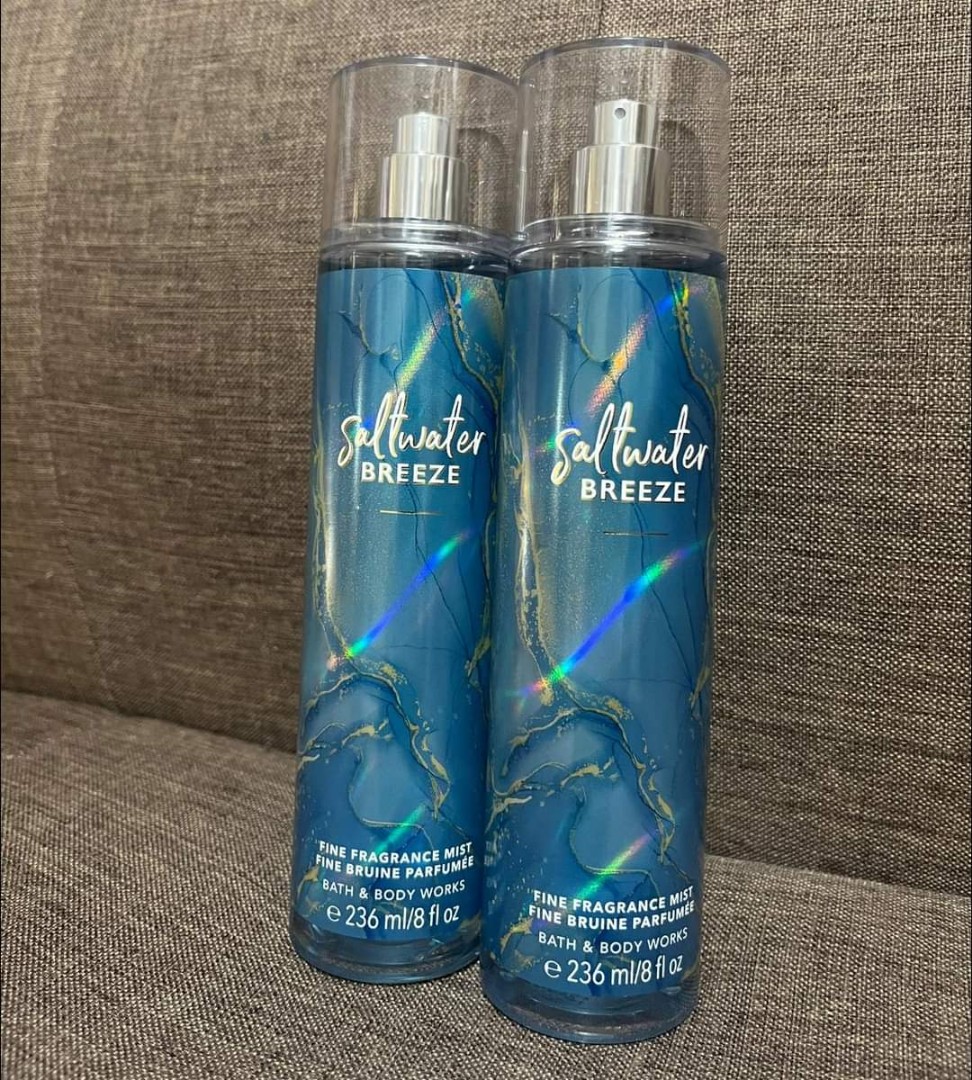 saltwater
BREEZE
FINE FRAGRANCE MIST
FINE BRUINE PARFUMÉE
BATH & BODY WORKS
℮ 236 ml/8 fl oz
saltwater
BREEZE
FINE FRAGRANCE MIST
FINE BRUINE PARFUMÉE
BATH & BODY WORKS
℮ 236 ml/8 fl oz